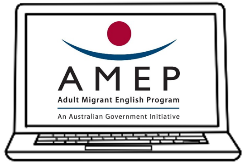 AMEP
Adult Migrant English Program
An Australian Government Initiative